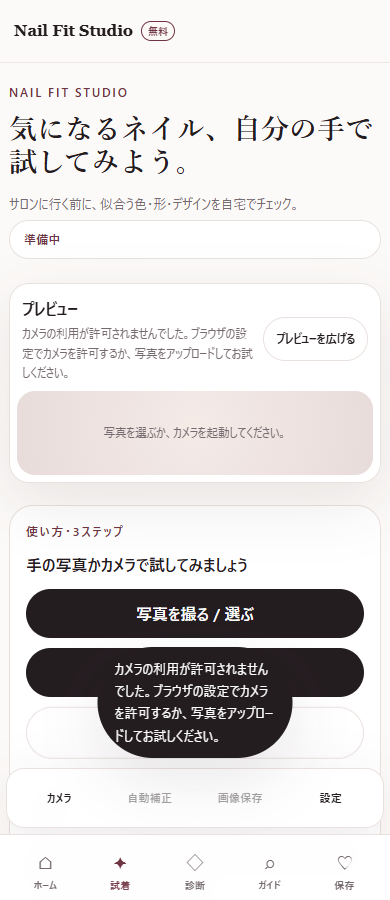 Nail Fit Studio 無料
NAIL FIT STUDIO
気になるネイル、自分の手で
試してみよう。
サロンに行く前に、似合う色・形・デザインを自宅でチェック。
準備中
プレビュー
カメラの利用が許可されませんでした。ブラウザの設
定でカメラを許可するか、写真をアップロードしてお試
しください。
プレビューを広げる
写真を選ぶか、カメラを起動してください。
使い方・3ステップ
手の写真かカメラで試してみましょう
写真を撮る / 選ぶ
カメラの利用が許可されません
でした。ブラウザの設定でカメラ
を許可するか、写真をアップロー
ドしてお試しください。
カメラ 自動補正 画像保存 設定
ホーム 試着 診断 ガイド 保存